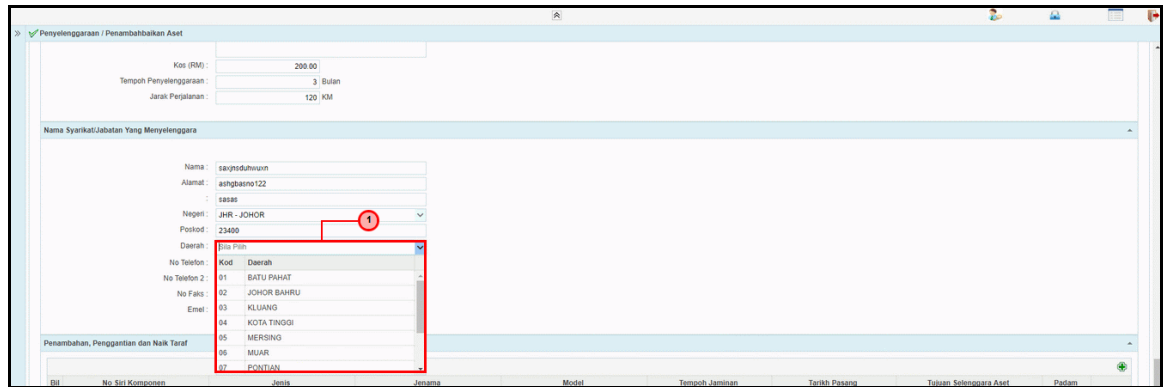 Penyelenggaraan / Penambahbaikan Aset
Kos (RM) : 200.00
Tempoh Penyelenggaraan : 3 Bulan
Jarak Perjalanan : 120 KM
Nama Syarikat/Jabatan Yang Menyelenggara
Nama : saxjnsduhwuxn
Alamat : ashgbasno122
: sasas
Negeri : JHR - JOHOR
1
Poskod : 23400
Daerah : Sila Pilih
No Telefon : Kod Daerah
No Telefon 2 : 01 BATU PAHAT
No Faks : 02 JOHOR BAHRU
Emel : 03 KLUANG
04 KOTA TINGGI
05 MERSING
Penambahan, Penggantian dan Naik Taraf
06 MUAR
07 PONTIAN
Bil No Siri Komponen Jenis Jenama Model Tempoh Jaminan Tarikh Pasang Tujuan Selenggara Aset Padam